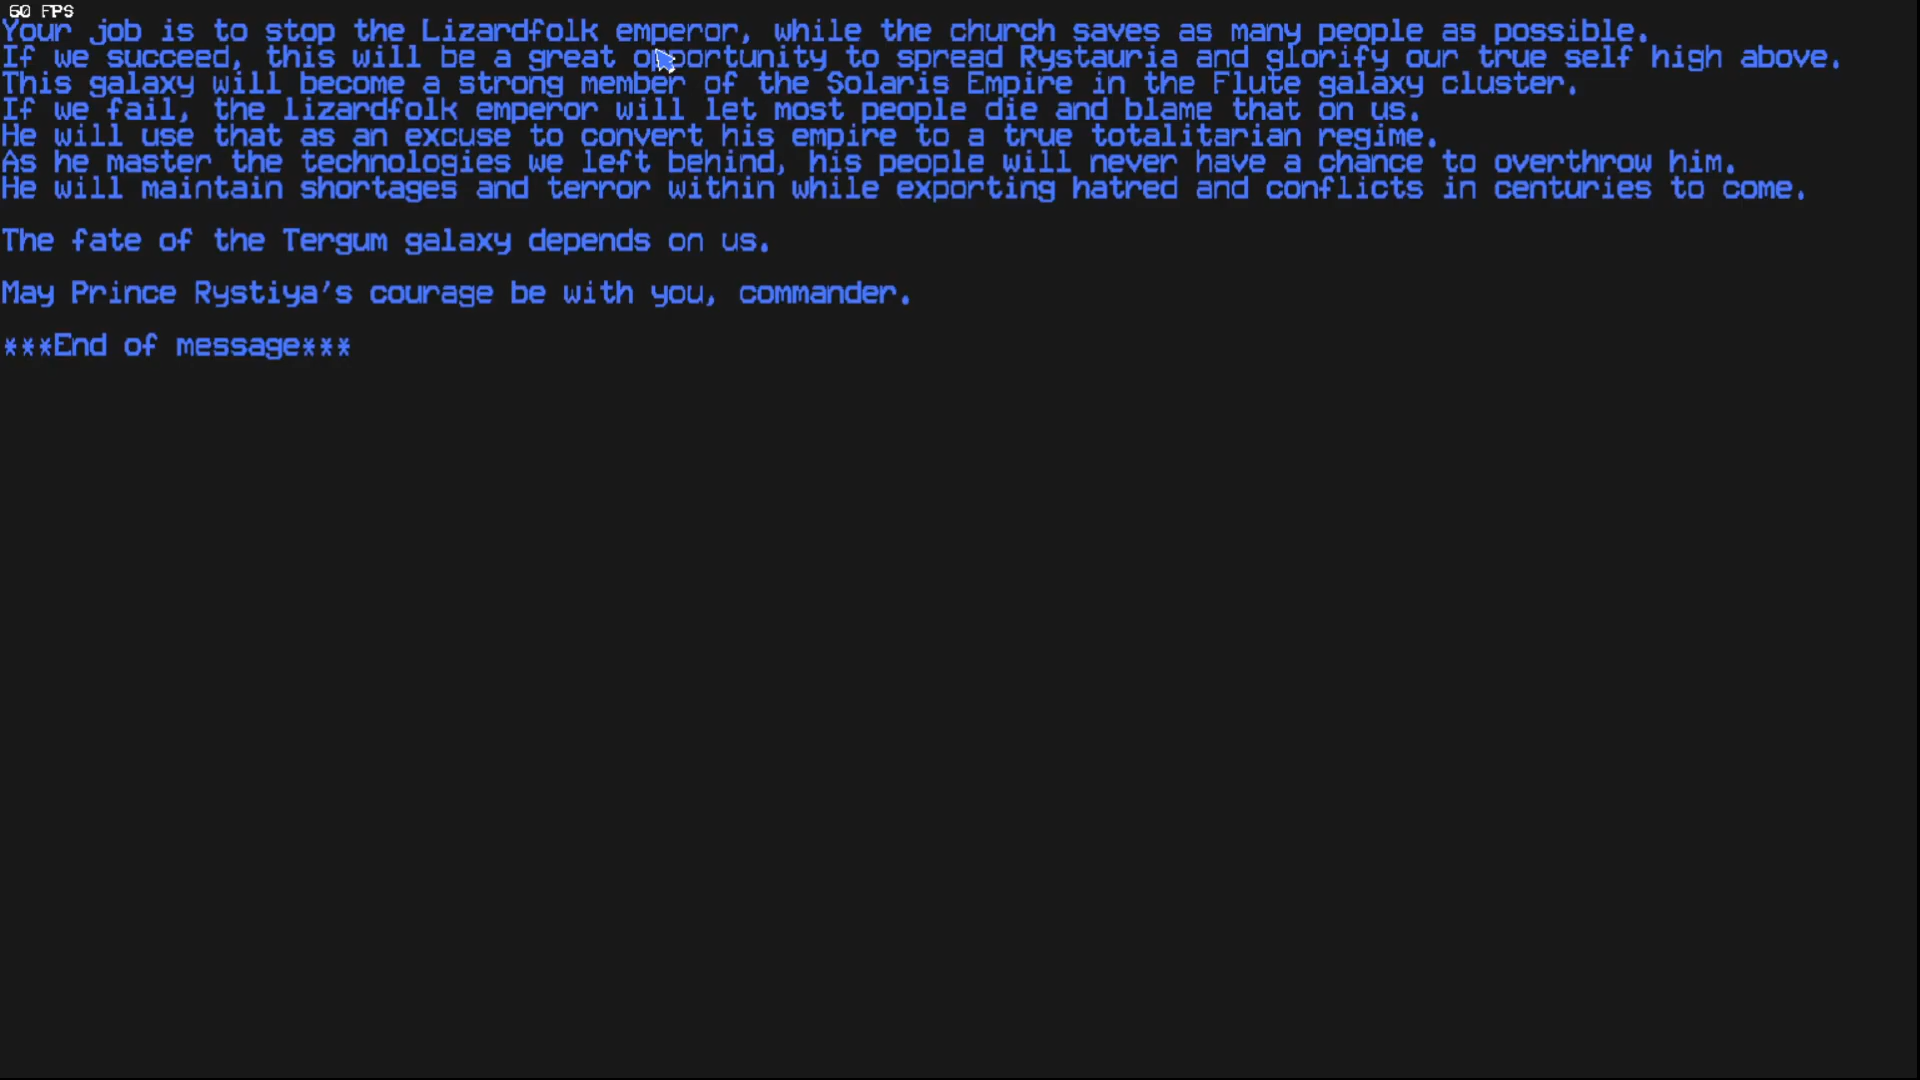 60 FPS
Your job is to stop the Lizardfolk emperor, while the church saves as many people as possible.
If we succeed, this will be a great opportunity to spread Rystauria and glorify our true self high above.
This galaxy will become a strong member of the Solaris Empire in the Flute galaxy cluster.
If we fail, the lizardfolk emperor will let most people die and blame that on us.
He will use that as an excuse to convert his empire to a true totalitarian regime.
As he master the technologies we left behind, his people will never have a chance to overthrow him.
He will maintain shortages and terror within while exporting hatred and conflicts in centuries to come.
The fate of the Tergum galaxy depends on us.
May Prince Rystiya's courage be with you, commander.
***End of message***